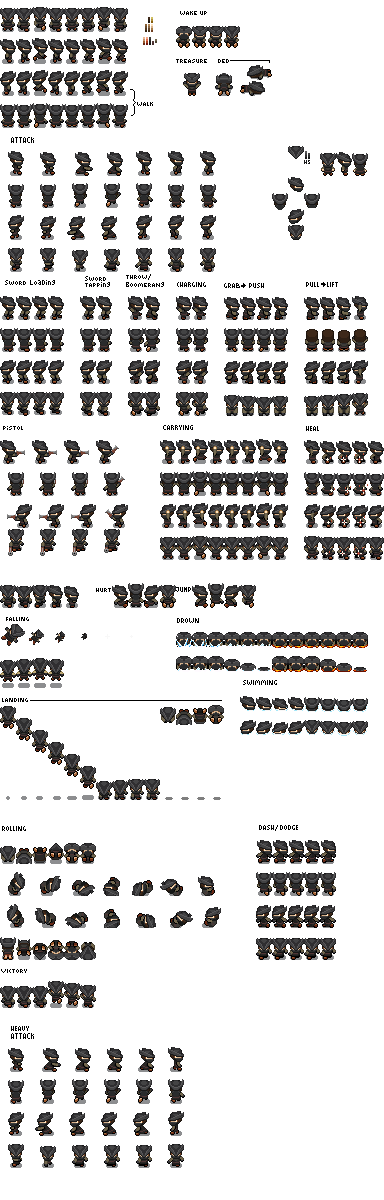 WAKE UP
TREASURE DED
WALK
ATTACK
SWORD LOADING
SWORD TAPPING
THROW/ BOOMERANG
CHARGING
GRAB→ PUSH
PULL→LIFT
PISTOL
CARRYING
HEAL
HURT
JUMP
FALLING
DROWN
SWIMMING
LANDING
ROLLING
DASH/DODGE
VICTORY
HEAVY
ATTACK